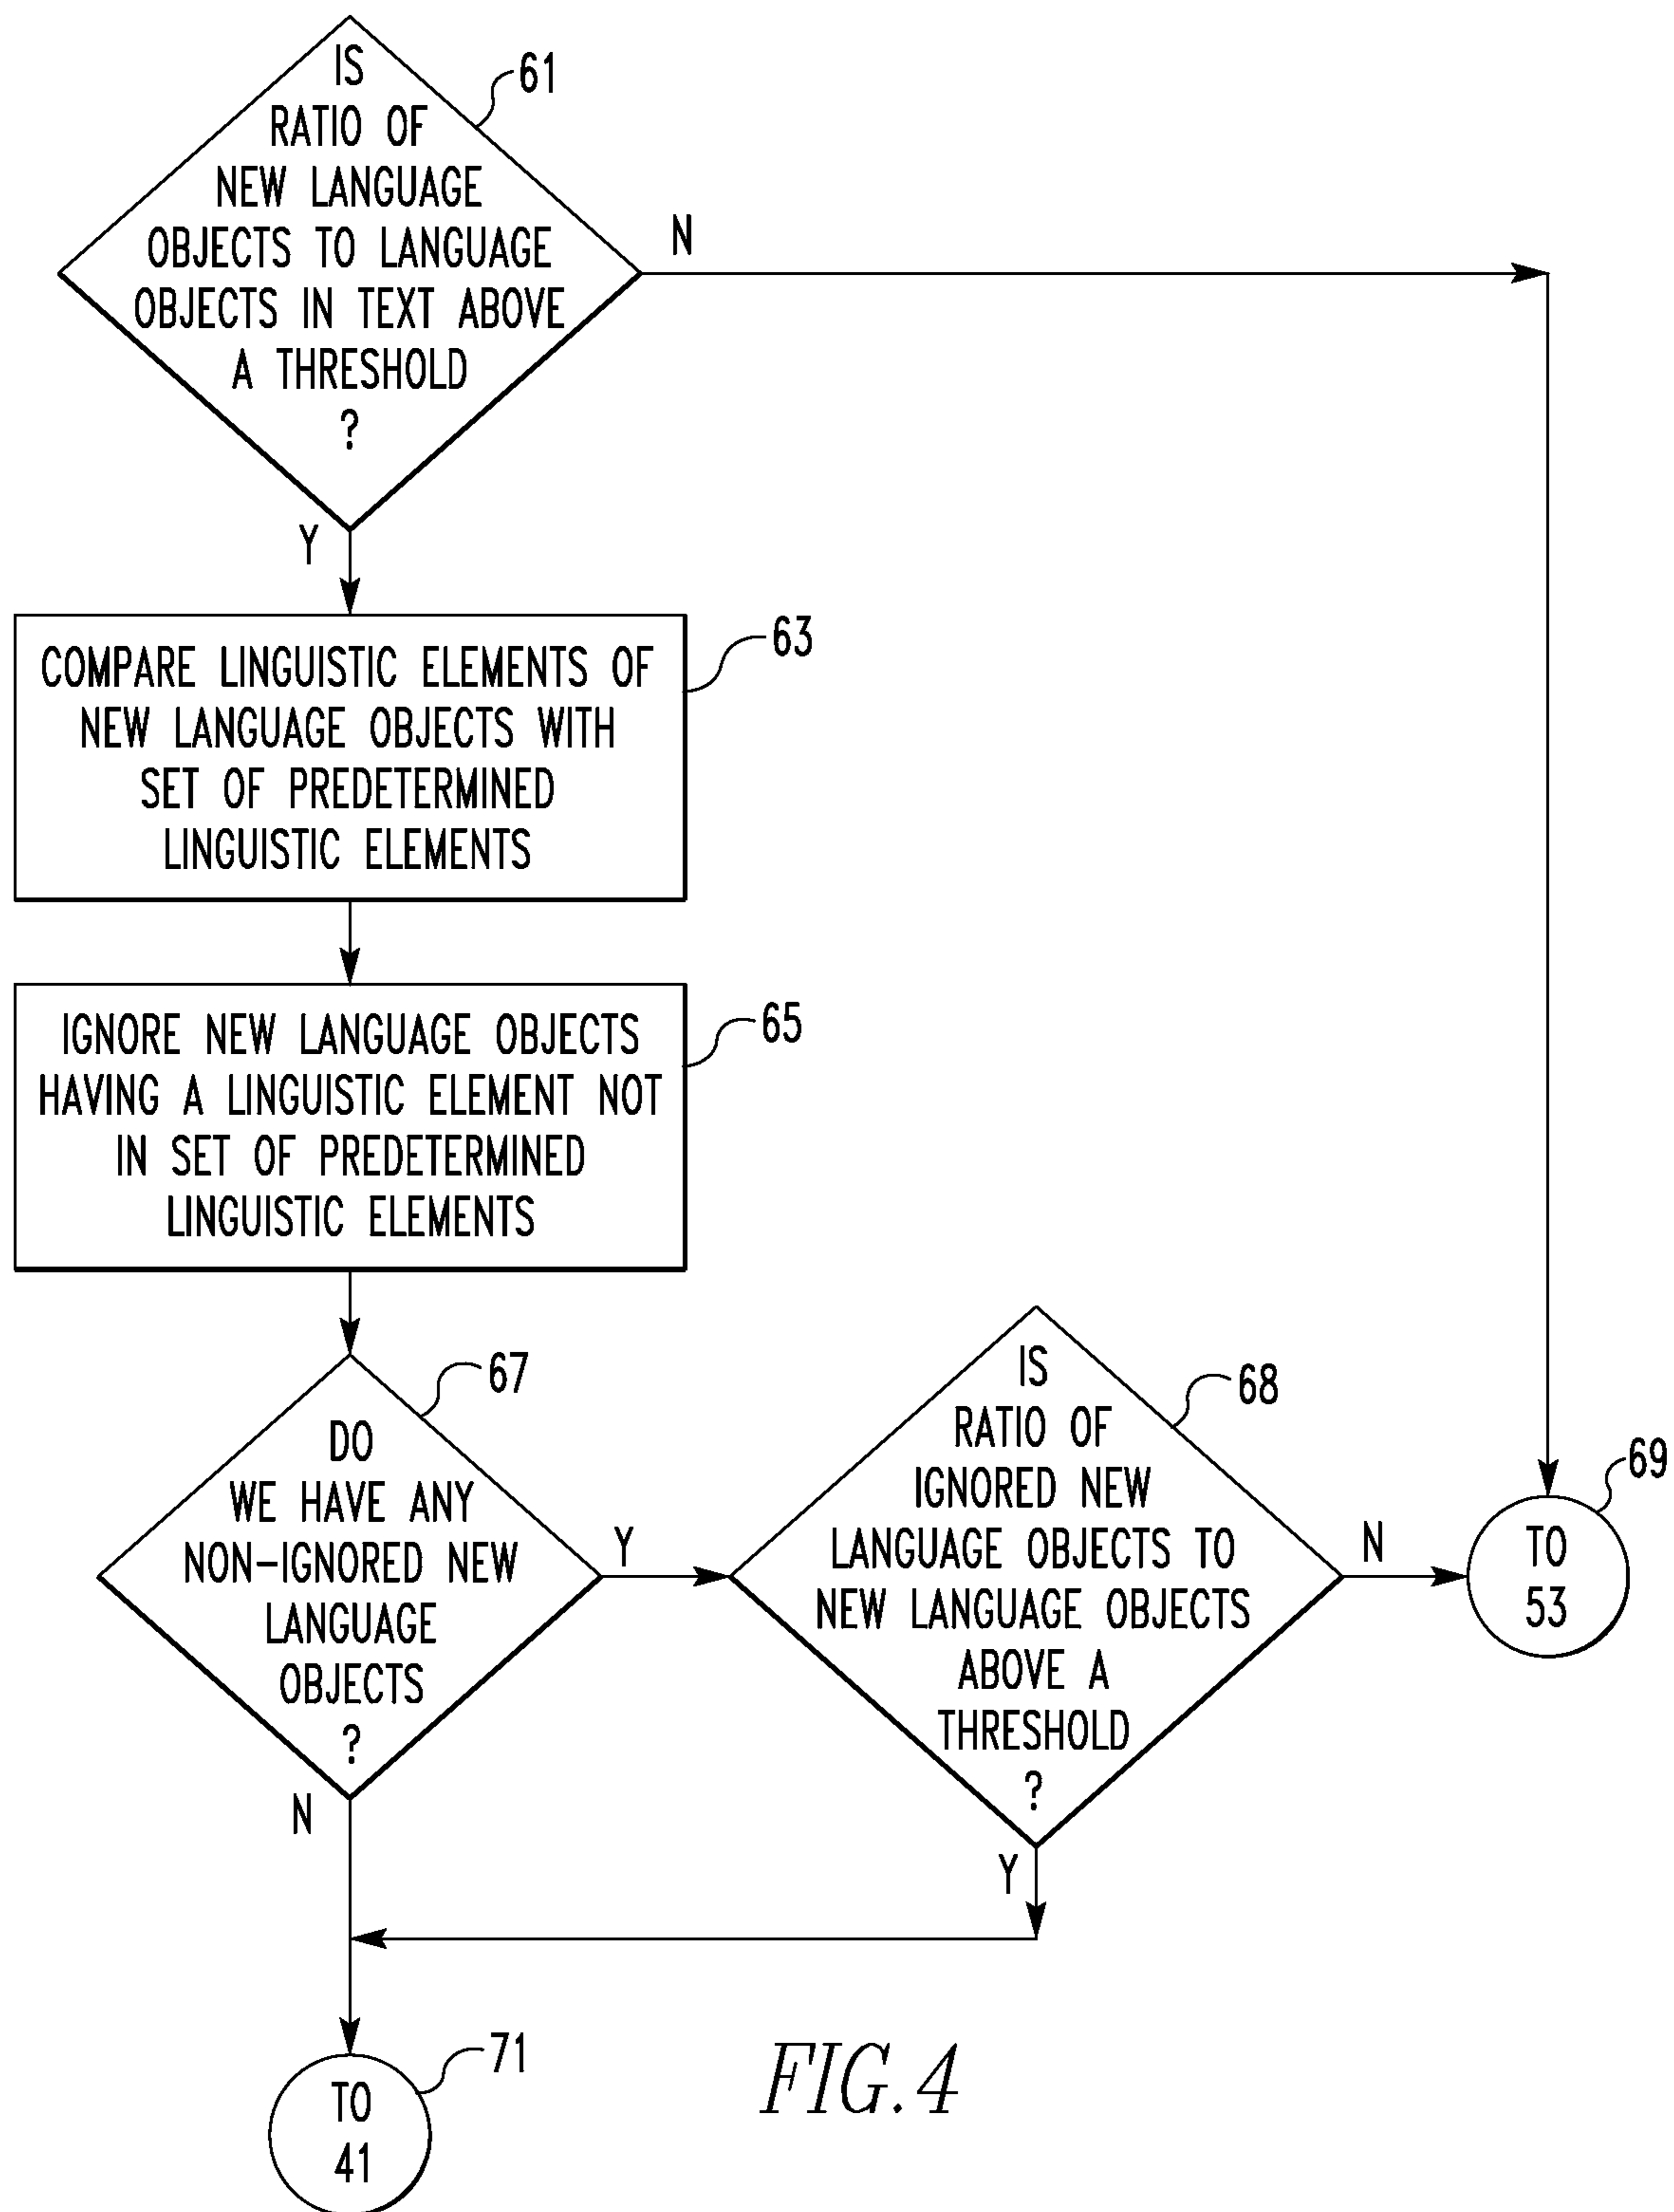 IS
RATIO OF
NEW LANGUAGE
OBJECTS TO LANGUAGE
OBJECTS IN TEXT ABOVE
A THRESHOLD
?
61
N
Y
COMPARE LINGUISTIC ELEMENTS OF
NEW LANGUAGE OBJECTS WITH
SET OF PREDETERMINED
LINGUISTIC ELEMENTS
63
IGNORE NEW LANGUAGE OBJECTS
HAVING A LINGUISTIC ELEMENT NOT
IN SET OF PREDETERMINED
LINGUISTIC ELEMENTS
65
DO
WE HAVE ANY
NON-IGNORED NEW
LANGUAGE
OBJECTS
?
67
Y
N
IS
RATIO OF
IGNORED NEW
LANGUAGE OBJECTS TO
NEW LANGUAGE OBJECTS
ABOVE A
THRESHOLD
?
68
N
Y
TO
53
69
TO
41
71
FIG.4